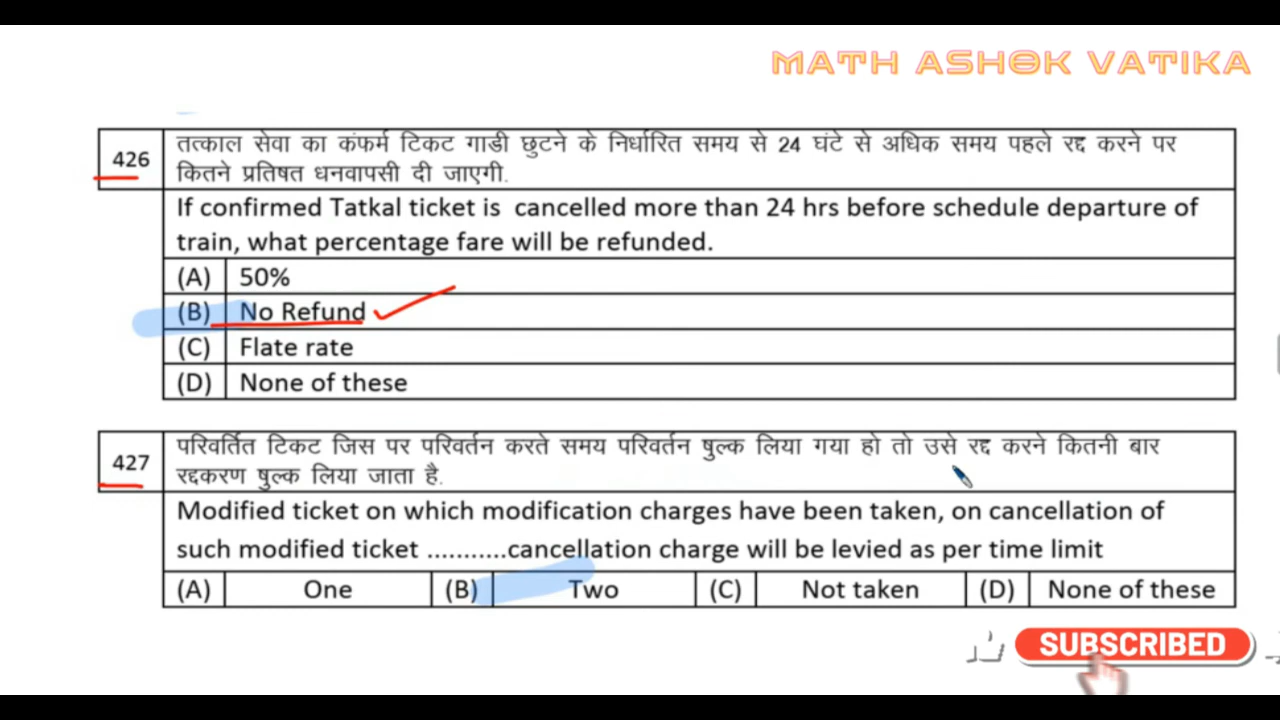 MATH ASHOK VATIKA
426
तत्काल सेवा का कंफर्म टिकट गाडी छुटने के निर्धारित समय से 24 घंटे से अधिक समय पहले रद्द करने पर
कितने प्रतिषत धनवापसी दी जाएगी.
If confirmed Tatkal ticket is cancelled more than 24 hrs before schedule departure of
train, what percentage fare will be refunded.
(A) 50%
(B) No Refund
(C) Flate rate
(D) None of these
427
परिवर्तित टिकट जिस पर परिवर्तन करते समय परिवर्तन षुल्क लिया गया हो तो उसे रद्द करने कितनी बार
रद्दकरण षुल्क लिया जाता है.
Modified ticket on which modification charges have been taken, on cancellation of
such modified ticket ...........cancellation charge will be levied as per time limit
(A) One (B) Two (C) Not taken (D) None of these
SUBSCRIBED